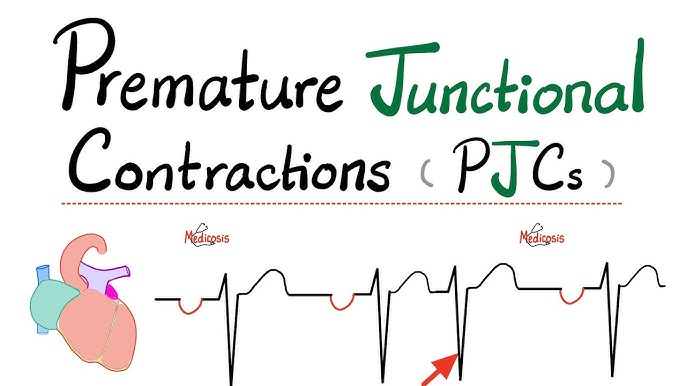 Premature Junctional
Contractions (PJCs)
Medicosis Medicosis